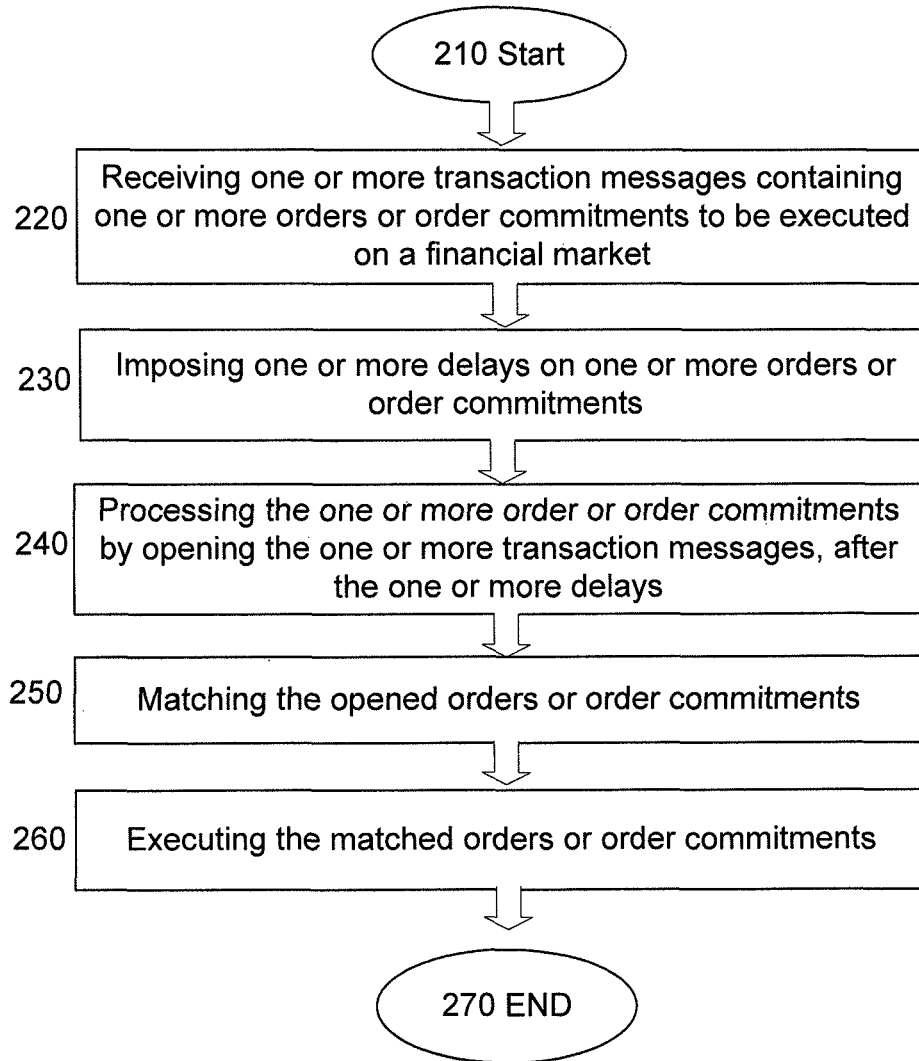 210 Start
220
Receiving one or more transaction messages containing
one or more orders or order commitments to be executed
on a financial market
230
Imposing one or more delays on one or more orders or
order commitments
240
Processing the one or more order or order commitments
by opening the one or more transaction messages, after
the one or more delays
250
Matching the opened orders or order commitments
260
Executing the matched orders or order commitments
270 END